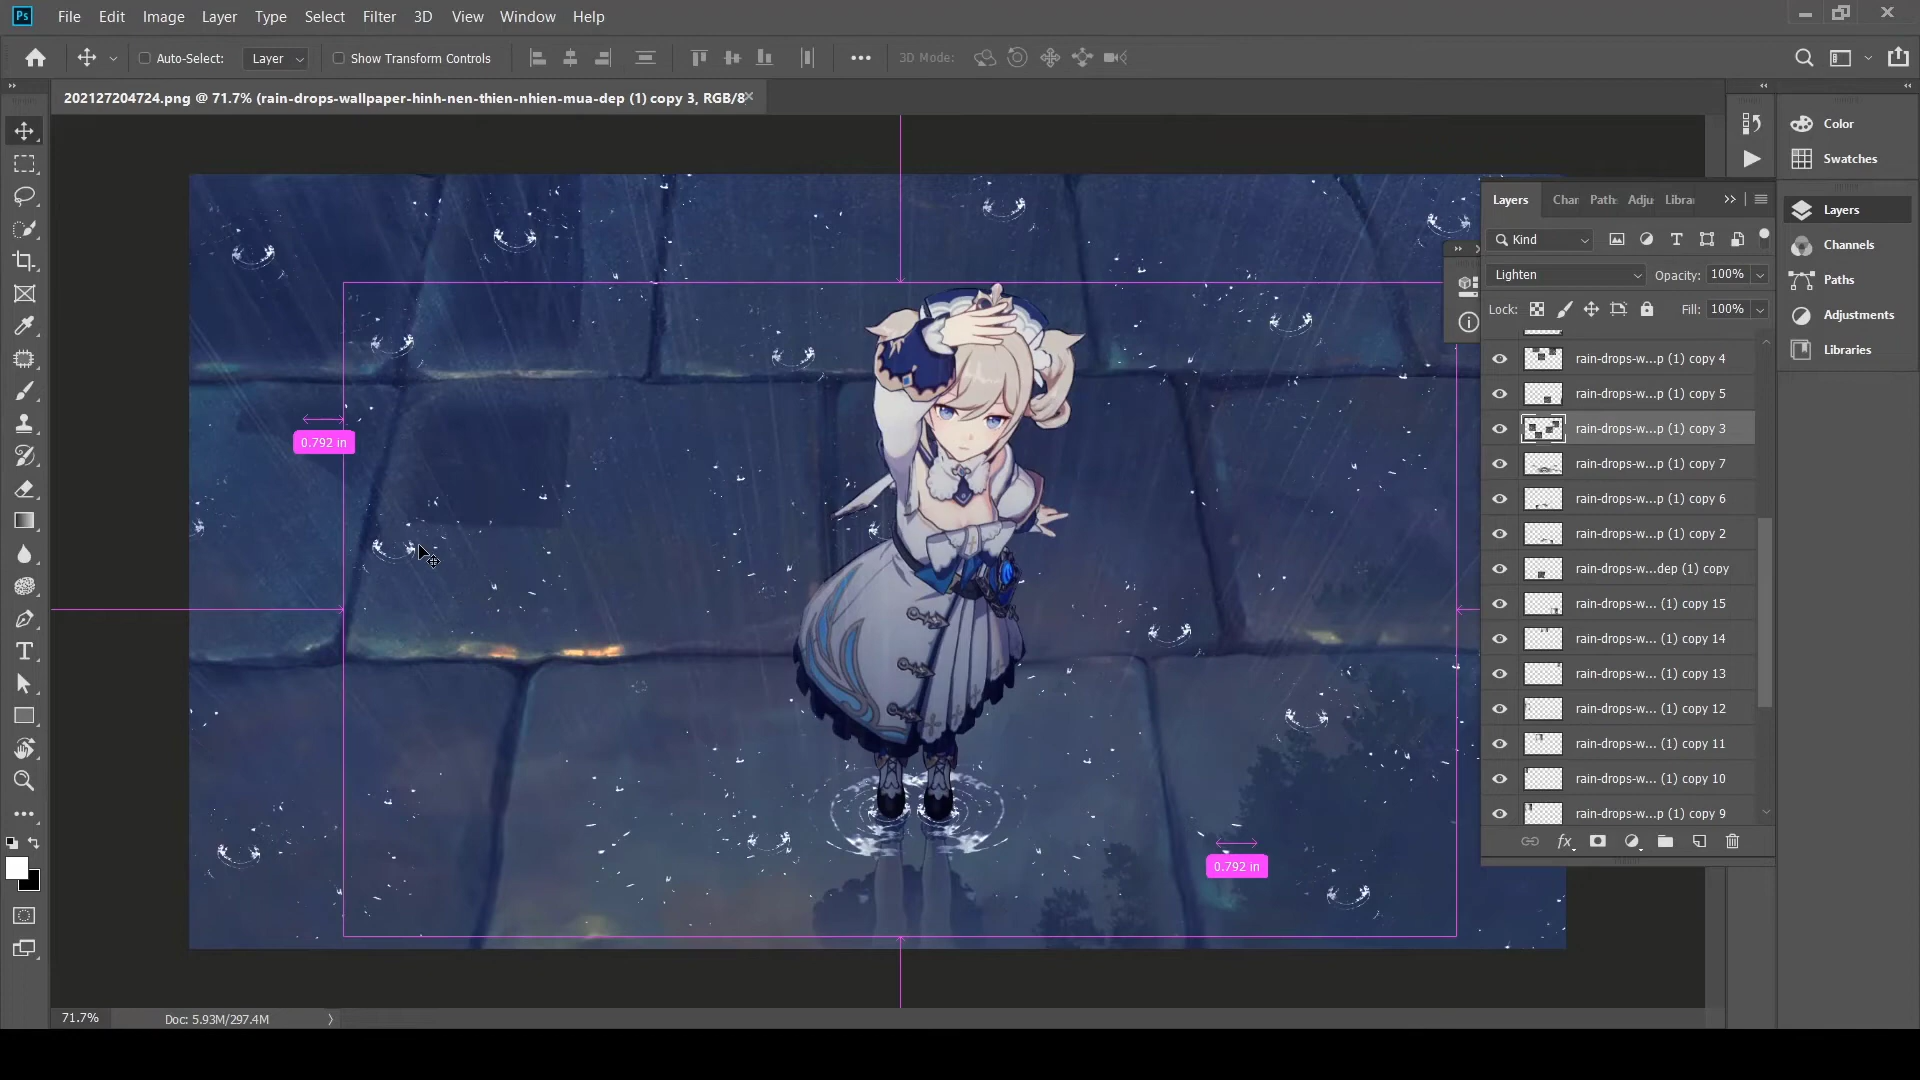 Ps File Edit Image Layer Type Select Filter 3D View Window Help
Auto-Select: Layer Show Transform Controls 3D Mode:
202127204724.png @ 71.7% (rain-drops-wallpaper-hinh-nen-thien-nhien-mua-dep (1) copy 3, RGB/8
Color
Swatches
Layers
Channels
Paths
Adjustments
Libraries
Layers Char Path: Adju Librar
Kind
Lighten Opacity: 100%
Lock: Fill: 100%
rain-drops-w...p (1) copy 4
rain-drops-w...p (1) copy 5
rain-drops-w...p (1) copy 3
rain-drops-w...p (1) copy 7
rain-drops-w...p (1) copy 6
rain-drops-w...p (1) copy 2
rain-drops-w...dep (1) copy
rain-drops-w... (1) copy 15
rain-drops-w... (1) copy 14
rain-drops-w... (1) copy 13
rain-drops-w... (1) copy 12
rain-drops-w... (1) copy 11
rain-drops-w... (1) copy 10
rain-drops-w...p (1) copy 9
fx
0.792 in
0.792 in
71.7% Doc: 5.93M/297.4M